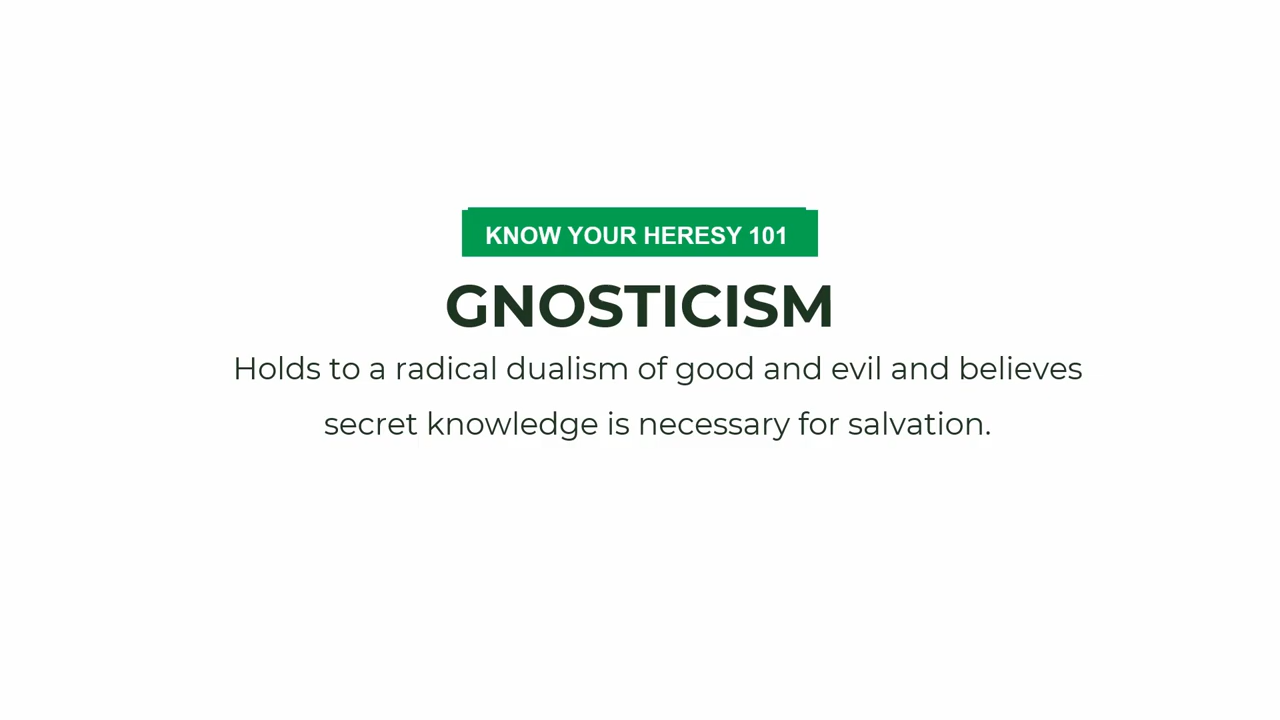 KNOW YOUR HERESY 101
GNOSTICISM
Holds to a radical dualism of good and evil and believes
secret knowledge is necessary for salvation.